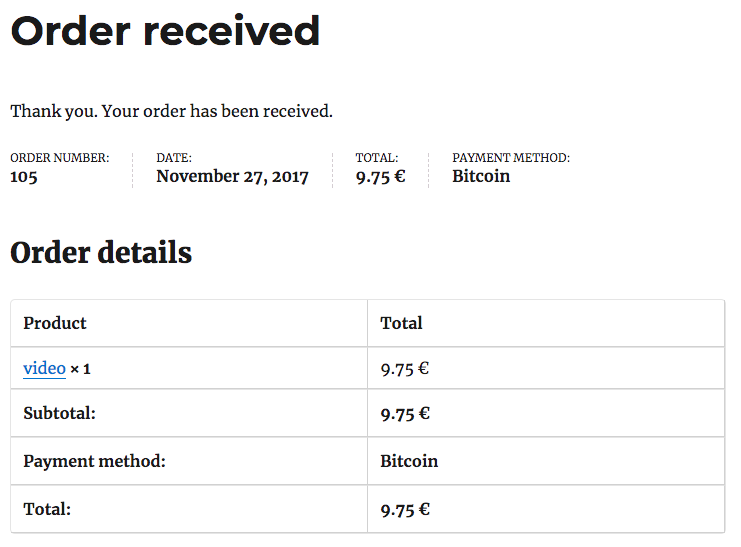 Order received
Thank you. Your order has been received.
ORDER NUMBER: DATE: TOTAL: PAYMENT METHOD:
105 November 27, 2017 9.75 € Bitcoin
Order details
Product Total
video × 1 9.75 €
Subtotal: 9.75 €
Payment method: Bitcoin
Total: 9.75 €